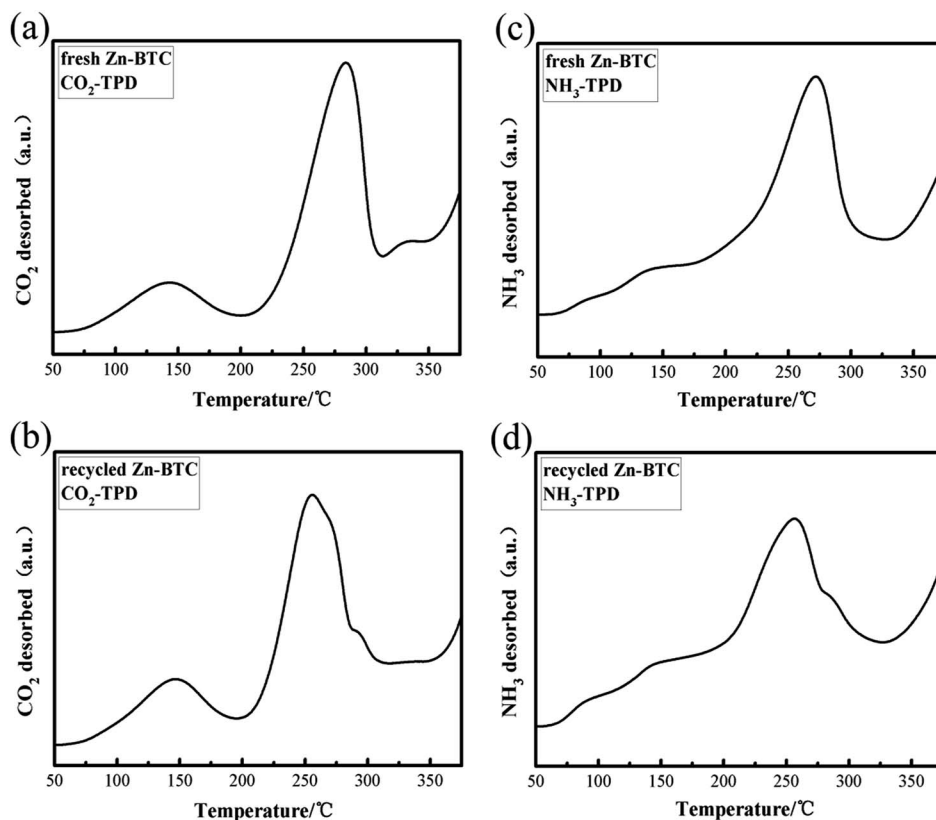 (a)
fresh Zn-BTC
CO₂-TPD
CO₂ desorbed (a.u.)
50 100 150 200 250 300 350
Temperature/℃
(c)
fresh Zn-BTC
NH₃-TPD
NH₃ desorbed (a.u.)
50 100 150 200 250 300 350
Temperature/℃
(b)
recycled Zn-BTC
CO₂-TPD
CO₂ desorbed (a.u.)
50 100 150 200 250 300 350
Temperature/℃
(d)
recycled Zn-BTC
NH₃-TPD
NH₃ desorbed (a.u.)
50 100 150 200 250 300 350
Temperature/℃